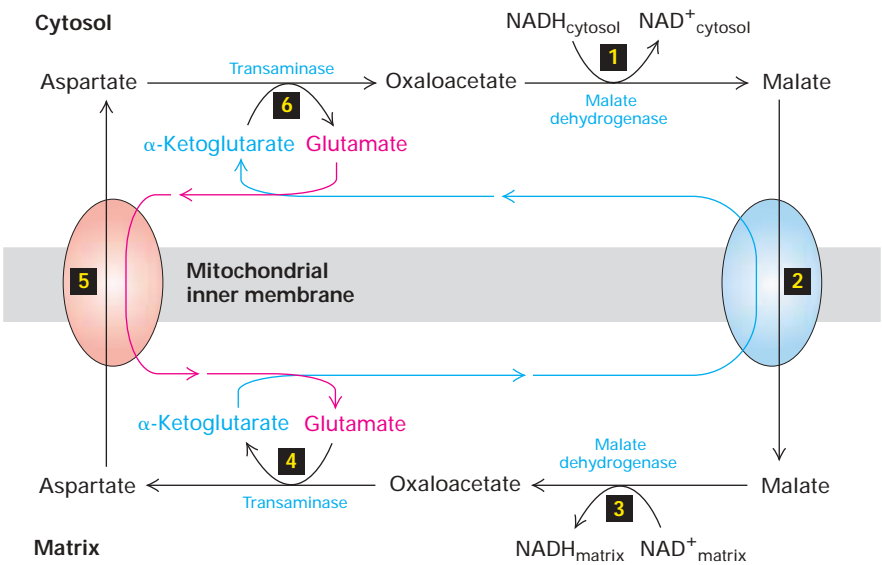 Cytosol
NADHcytosol NAD+cytosol
1
Aspartate Transaminase Oxaloacetate Malate
6 Malate
dehydrogenase
α-Ketoglutarate Glutamate
5 Mitochondrial
inner membrane 2
α-Ketoglutarate Glutamate
4 Malate
dehydrogenase
Aspartate Transaminase Oxaloacetate 3 Malate
Matrix NADHmatrix NAD+matrix